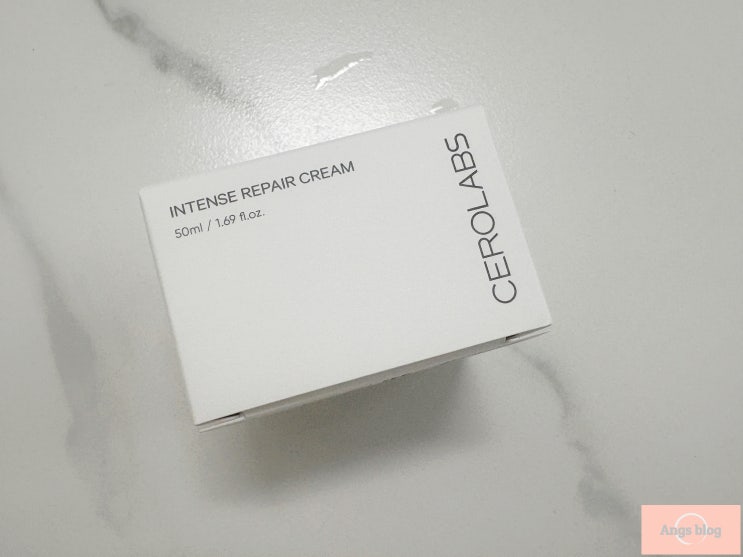 INTENSE REPAIR CREAM
50ml / 1.69 fl.oz.
CEROLABS
Angs blog